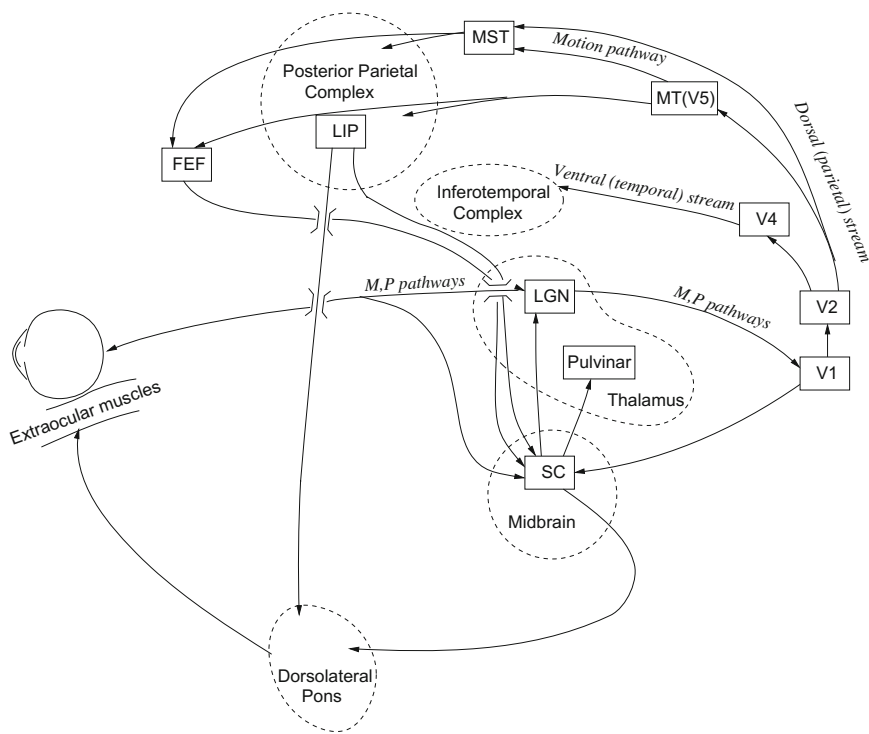 MST
Motion pathway
Posterior Parietal
Complex
MT(V5)
Dorsal (parietal) stream
LIP
FEF
Ventral (temporal) stream
Inferotemporal
Complex
V4
M,P pathways
LGN
M,P pathways
V2
Pulvinar
V1
Thalamus
Extraocular muscles
SC
Midbrain
Dorsolateral
Pons